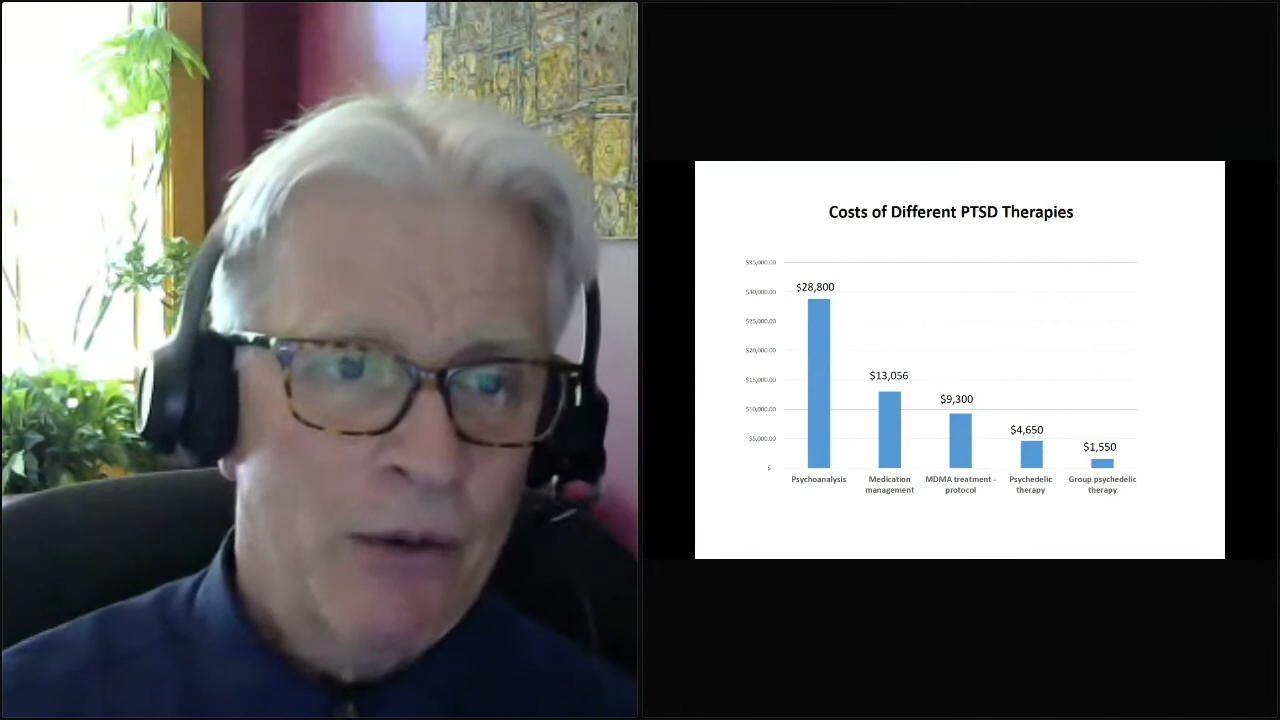 Costs of Different PTSD Therapies
$35,000.00
$30,000.00
$25,000.00
$20,000.00
$15,000.00
$10,000.00
$5,000.00
$-
$28,800
$13,056
$9,300
$4,650
$1,550
Psychoanalysis
Medication
management
MDMA treatment -
protocol
Psychedelic
therapy
Group psychedelic
therapy